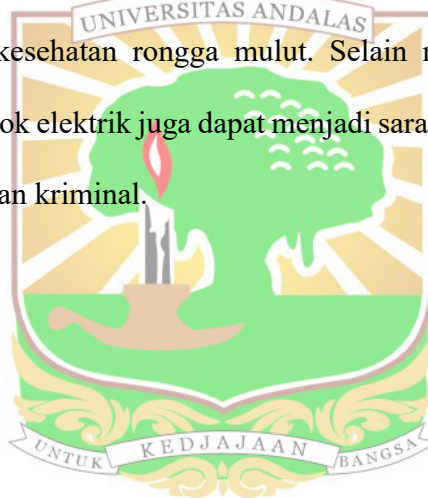 UNIVERSITAS ANDALAS
kesehatan rongga mulut. Selain
ok elektrik juga dapat menjadi sara
an kriminal.
UNTUK KEDJAJAAN BANGSA